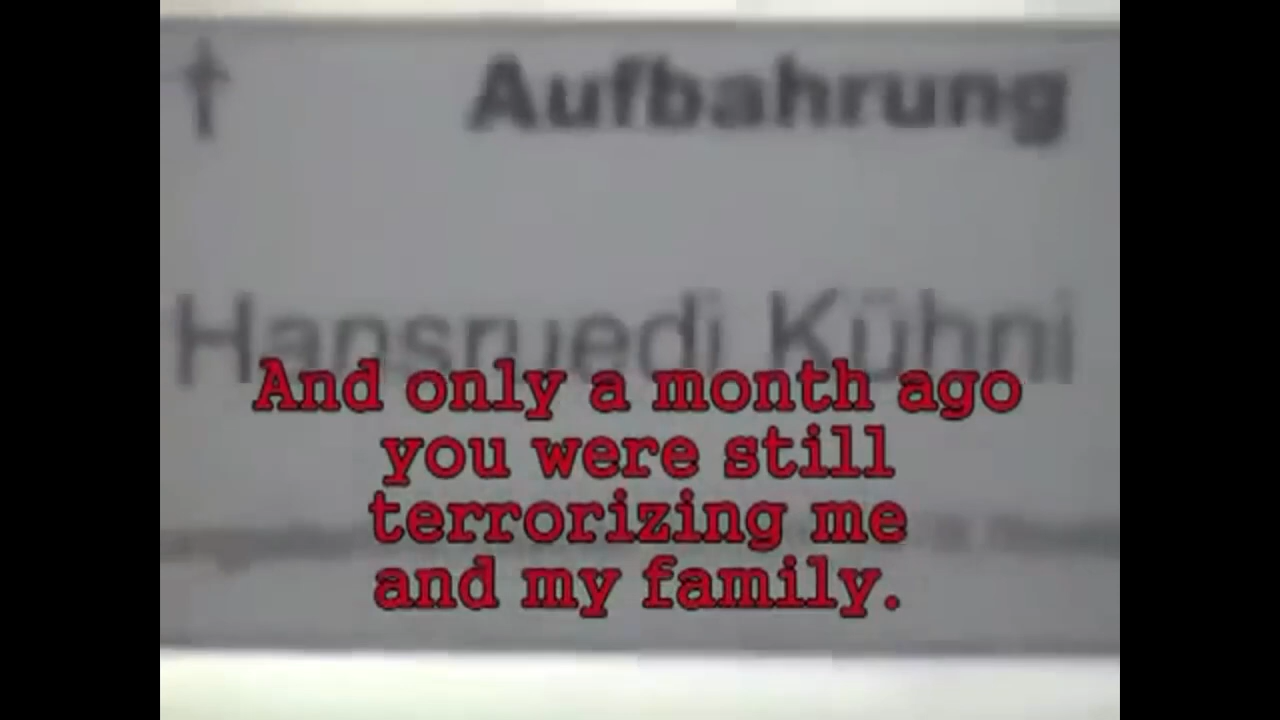 † Aufbahrung
Hansruedi Kühni
And only a month ago
you were still
terrorizing me
and my family.